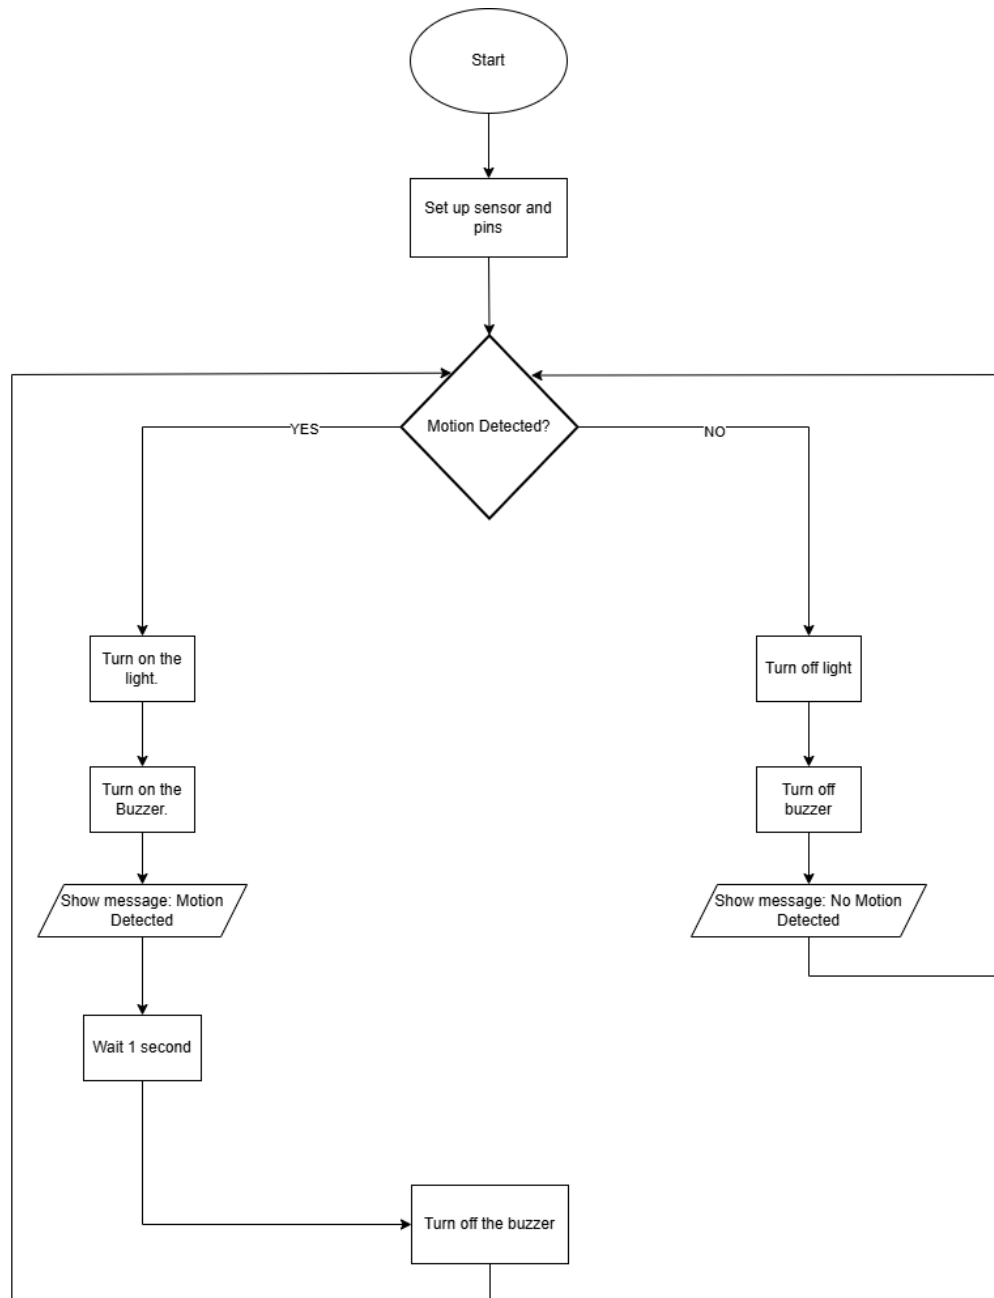 Start
Set up sensor and
pins
Motion Detected?
YES
NO
Turn on the
light.
Turn off light
Turn on the
Buzzer.
Turn off
buzzer
Show message: Motion
Detected
Show message: No Motion
Detected
Wait 1 second
Turn off the buzzer